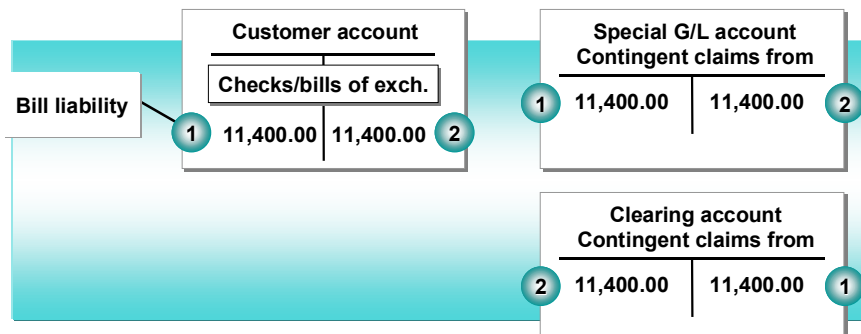 Customer account
Checks/bills of exch.
Bill liability
1 11,400.00 11,400.00 2
Special G/L account
Contingent claims from
1 11,400.00 11,400.00 2
Clearing account
Contingent claims from
2 11,400.00 11,400.00 1